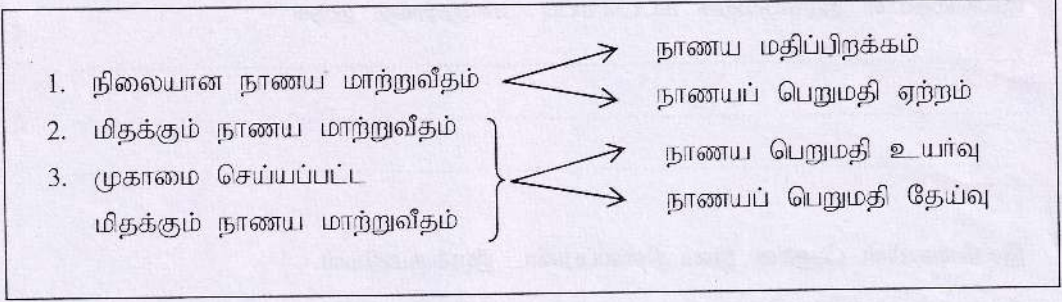 நாணய மதிப்பிறக்கம்
1. நிலையான நாணய மாற்றுவீதம்
நாணயப் பெறுமதி ஏற்றம்
2. மிதக்கும் நாணய மாற்றுவீதம்
நாணய பெறுமதி உயர்வு
3. முகாமை செய்யப்பட்ட
நாணயப் பெறுமதி தேய்வு
மிதக்கும் நாணய மாற்றுவீதம்